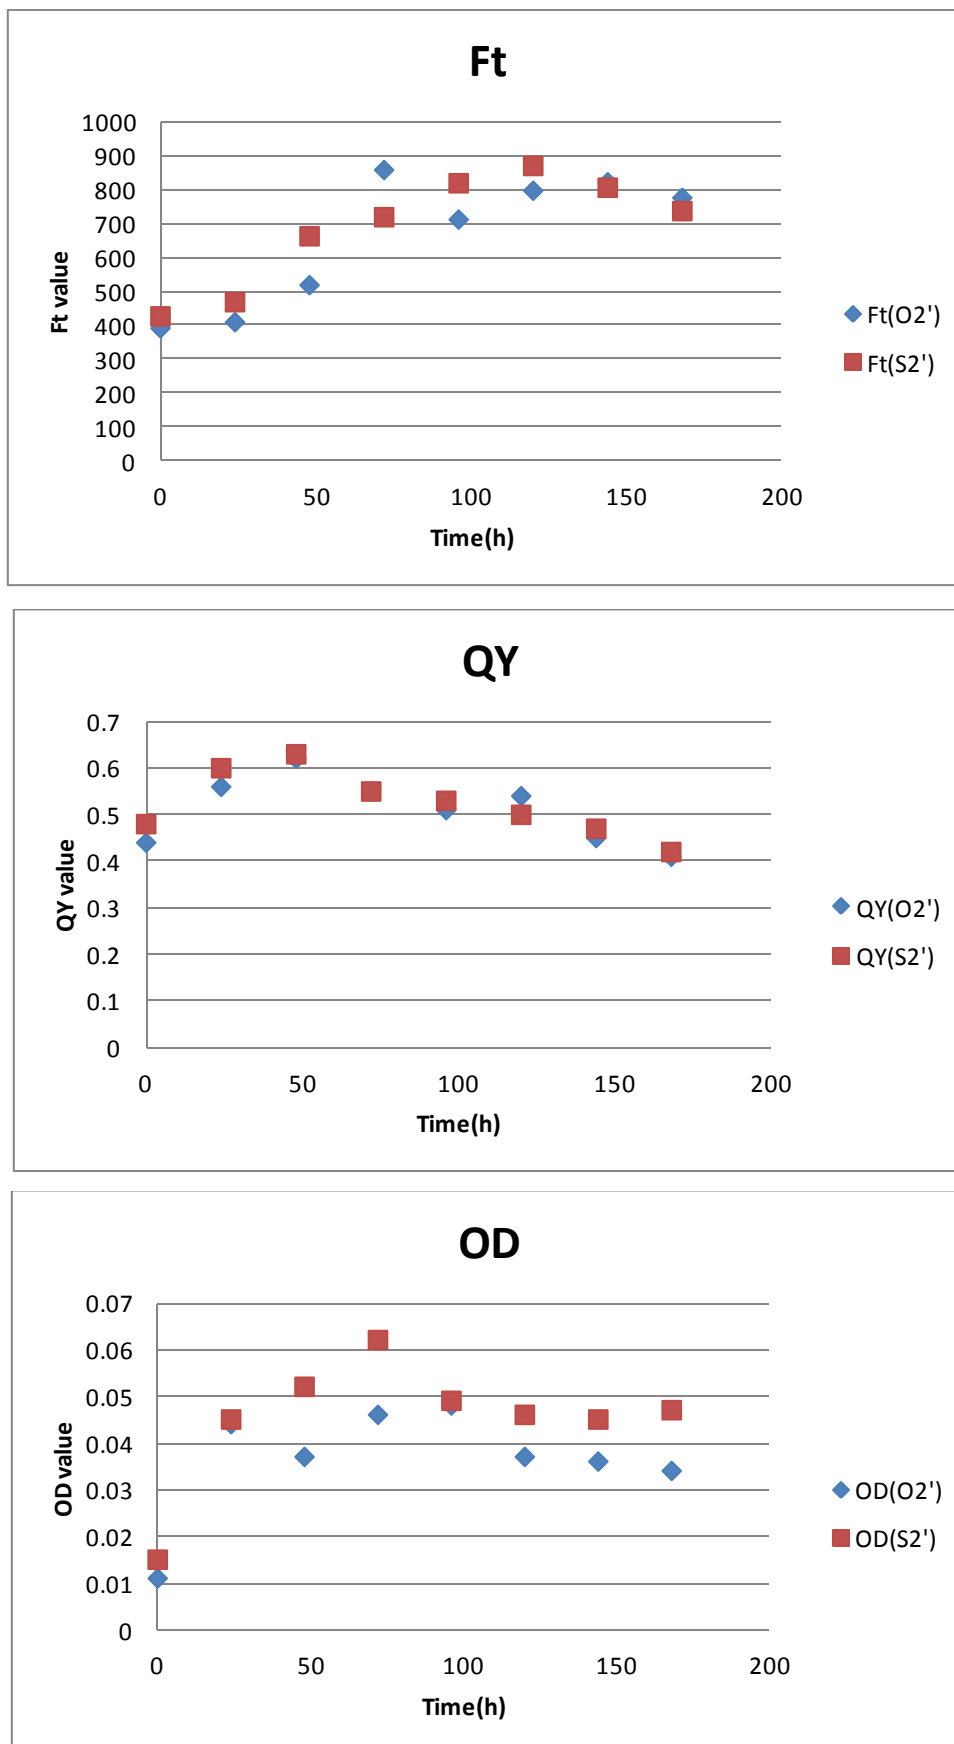 Ft
1000
900
800
700
600
500
400
300
200
100
0
Ft value
0 50 100 150 200
Time(h)
Ft(O2')
Ft(S2')
QY
0.7
0.6
0.5
0.4
0.3
0.2
0.1
0
QY value
0 50 100 150 200
Time(h)
QY(O2')
QY(S2')
OD
0.07
0.06
0.05
0.04
0.03
0.02
0.01
0
OD value
0 50 100 150 200
Time(h)
OD(O2')
OD(S2')